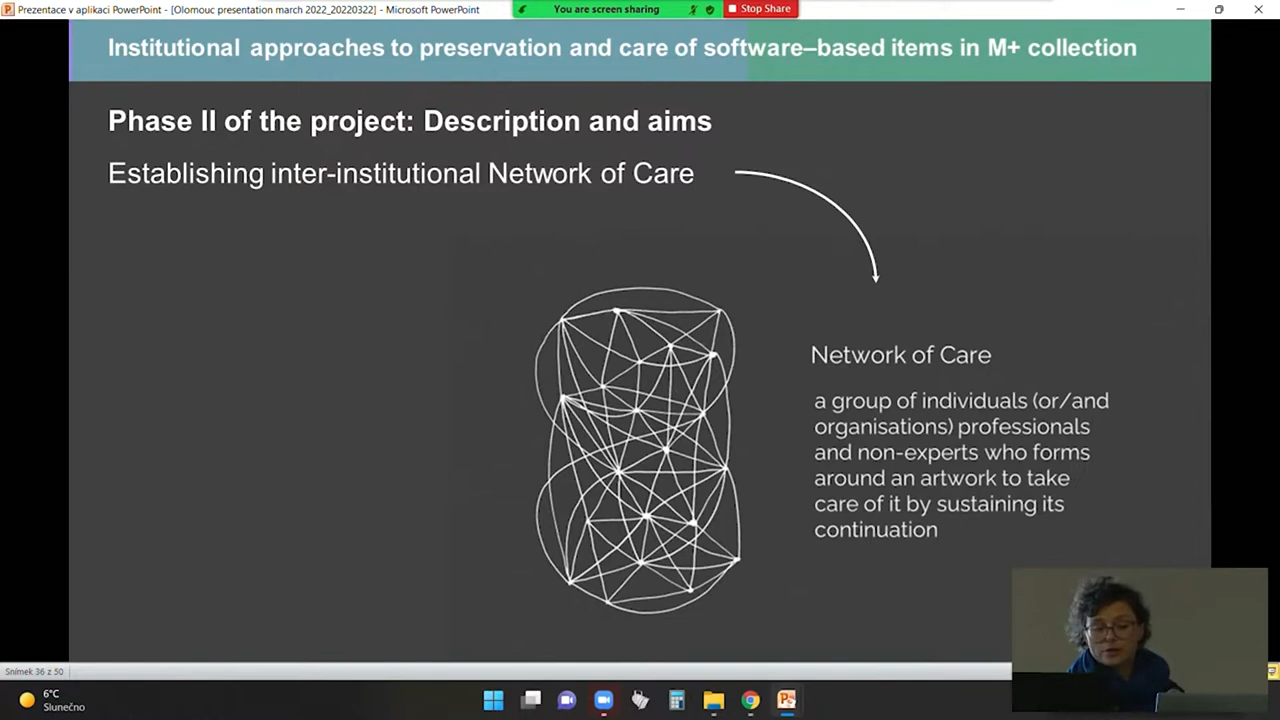 Prezentace v aplikaci PowerPoint - [Olomouc presentation march 2022_20220322] - Microsoft PowerPoint
You are screen sharing
Stop Share
Institutional approaches to preservation and care of software–based items in M+ collection
Phase II of the project: Description and aims
Establishing inter-institutional Network of Care
Network of Care
a group of individuals (or/and
organisations) professionals
and non-experts who forms
around an artwork to take
care of it by sustaining its
continuation
Snímek 36 z 50
6°C
Slunečno